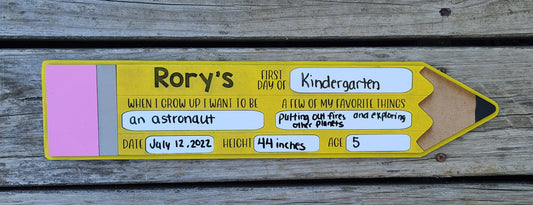 Rory's FIRST DAY OF Kindergarten
WHEN I GROW UP I WANT TO BE A FEW OF MY FAVORITE THINGS
an astronaut putting out fires and exploring other planets
DATE July 12, 2022 HEIGHT 44 inches AGE 5